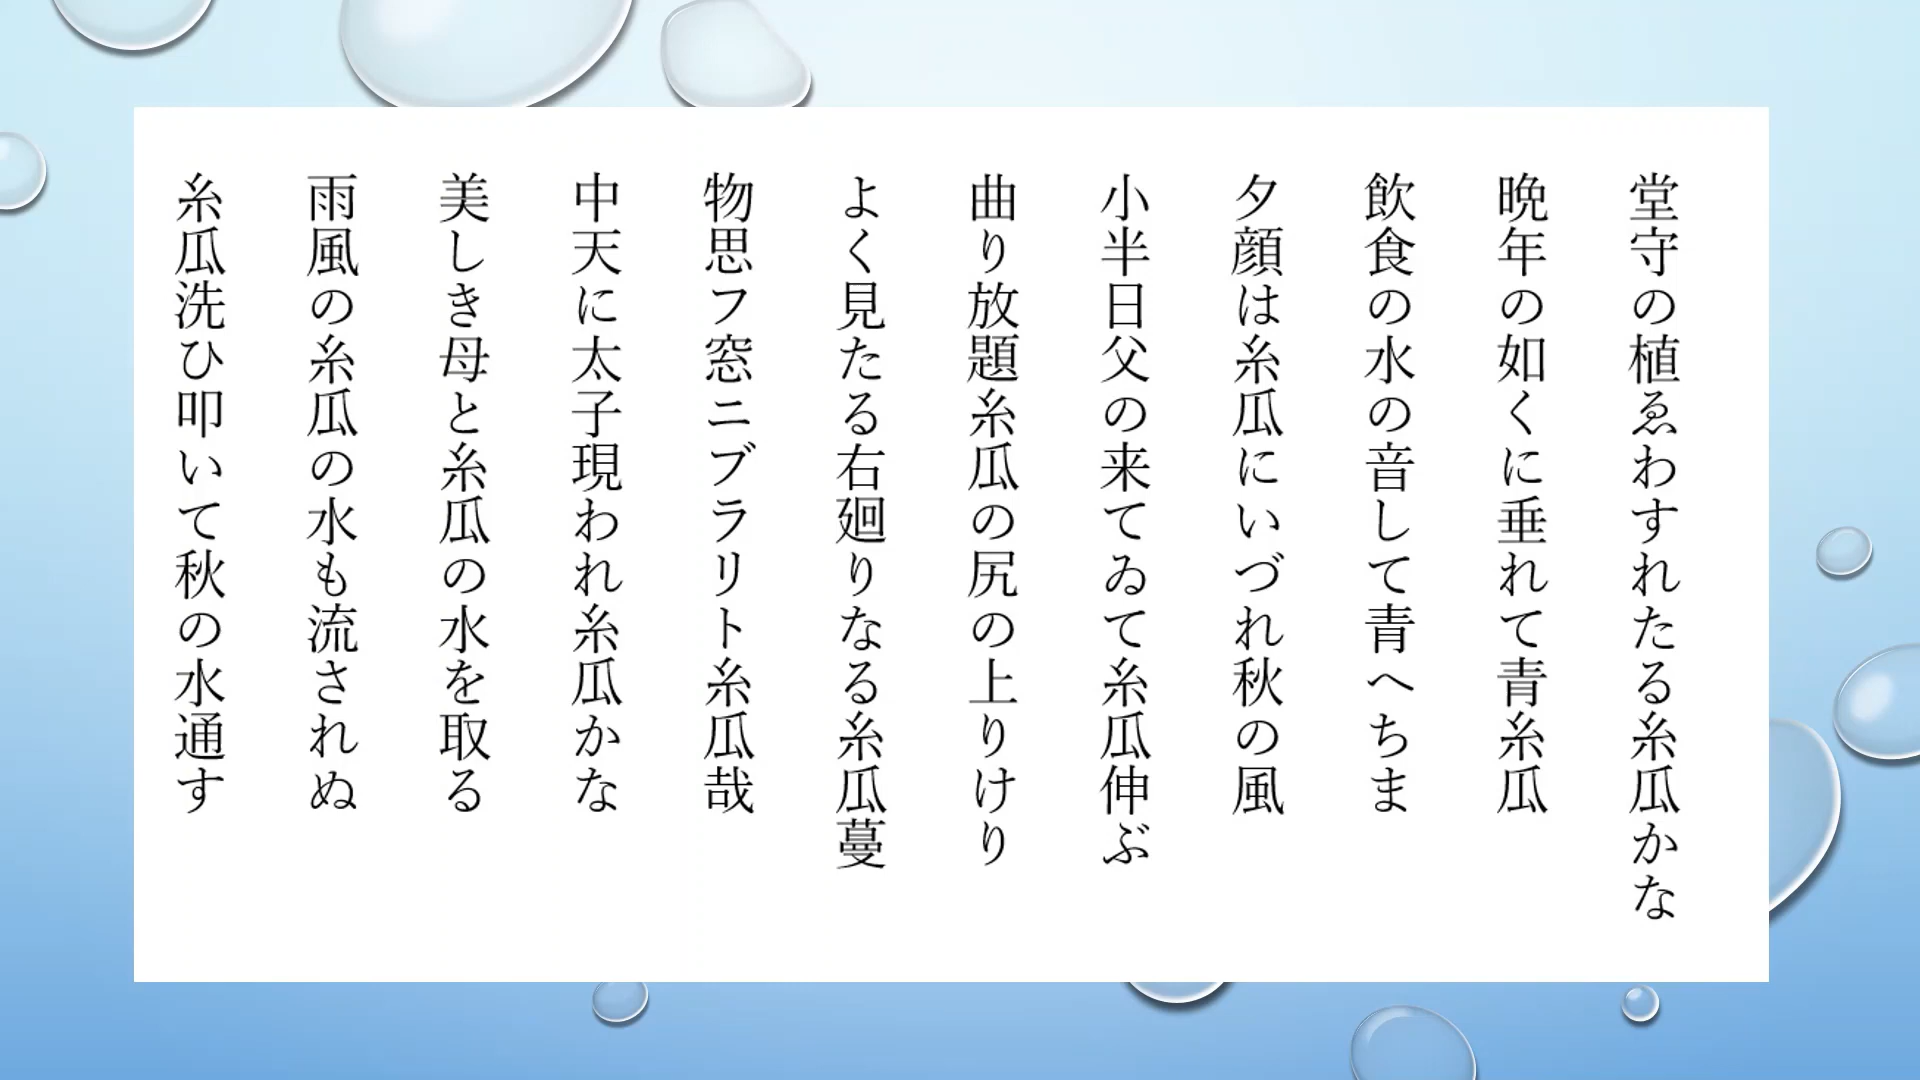 堂守の植ゑわすれたる糸瓜かな
晩年の如くに垂れて青糸瓜
飲食の水の音して青へちま
夕顔は糸瓜にいづれ秋の風
小半日父の来てゐて糸瓜伸ぶ
曲り放題糸瓜の尻の上りけり
よく見たる右廻りなる糸瓜蔓
物思フ窓ニブラリト糸瓜哉
中天に太子現われ糸瓜かな
美しき母と糸瓜の水を取る
雨風の糸瓜の水も流されぬ
糸瓜洗ひ叩いて秋の水通す